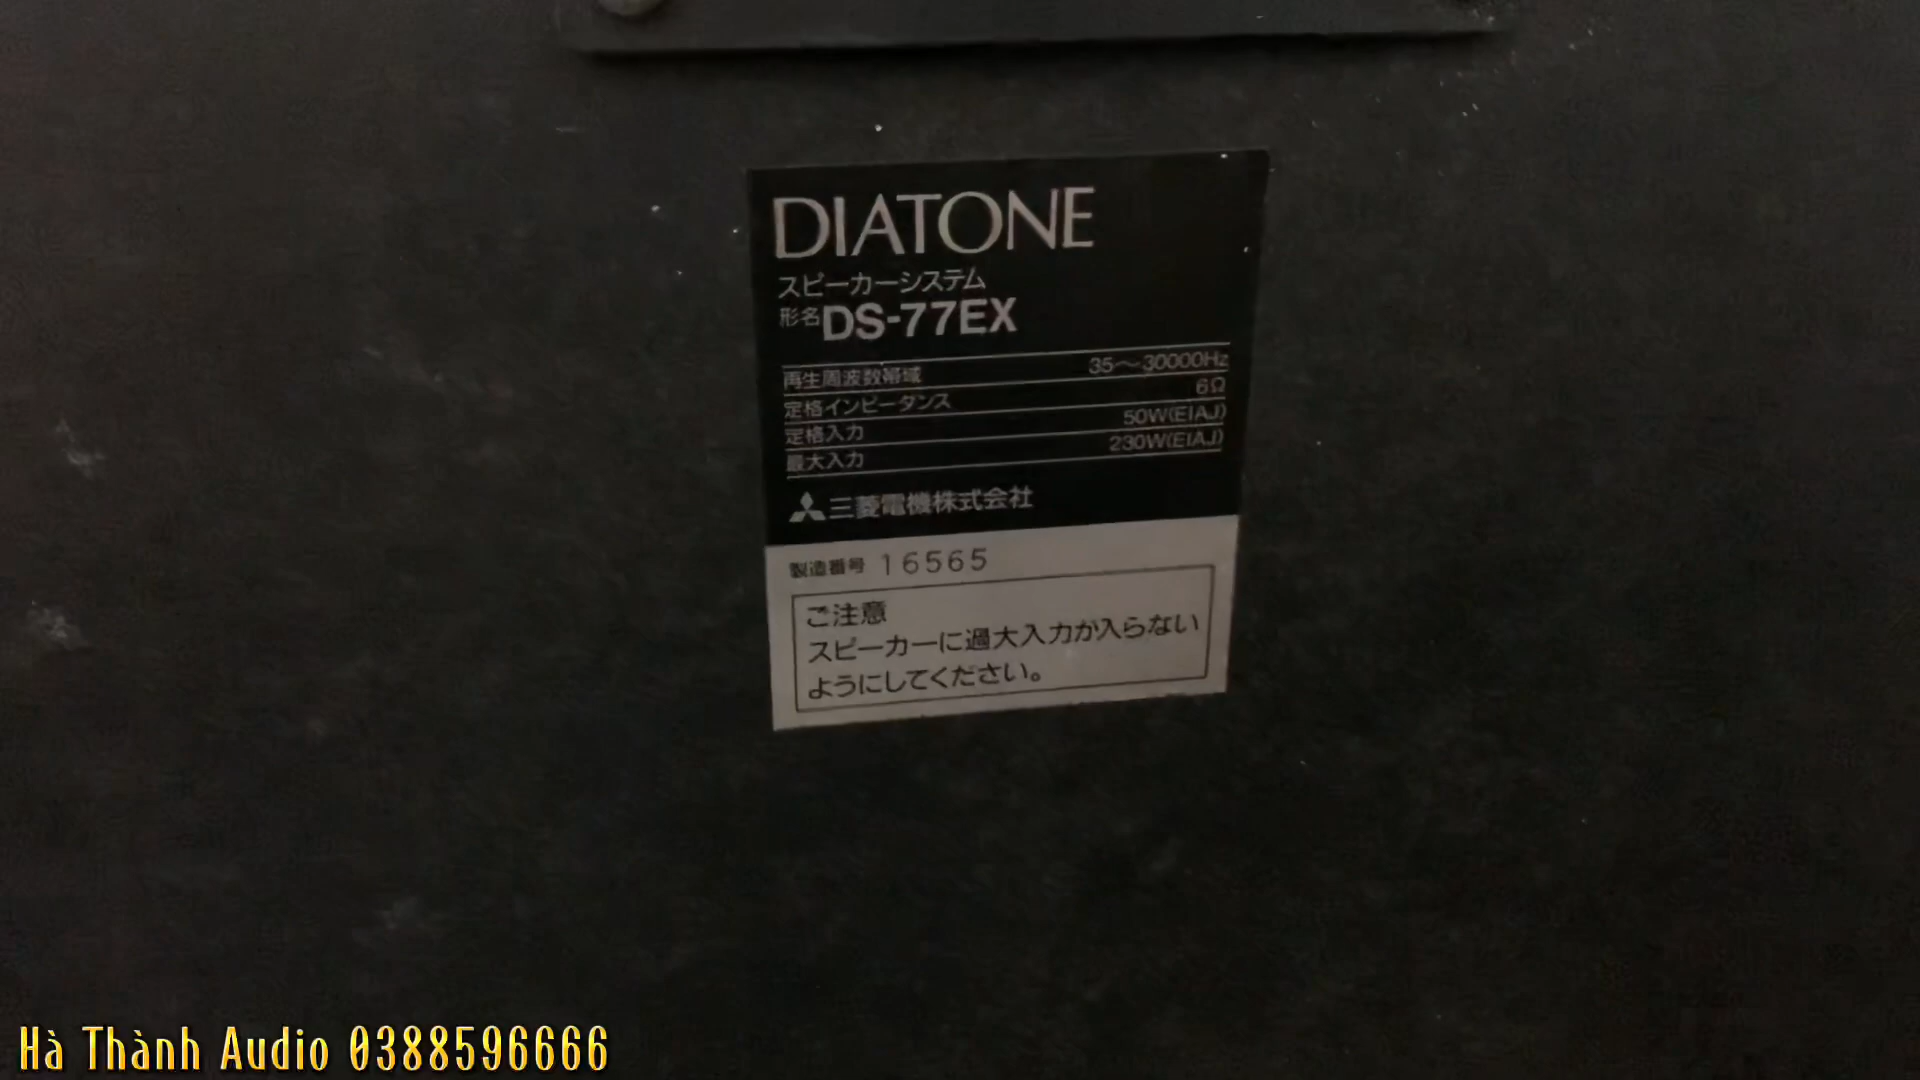 DIATONE
スピーカーシステム
形名 DS-77EX
再生周波数帯域 35〜30000Hz
定格インピーダンス 6Ω
定格入力 50W(EIAJ)
最大入力 230W(EIAJ)
三菱電機株式会社
製造番号 16565
ご注意
スピーカーに過大入力が入らない
ようにしてください。
Hà Thành Audio 0388596666